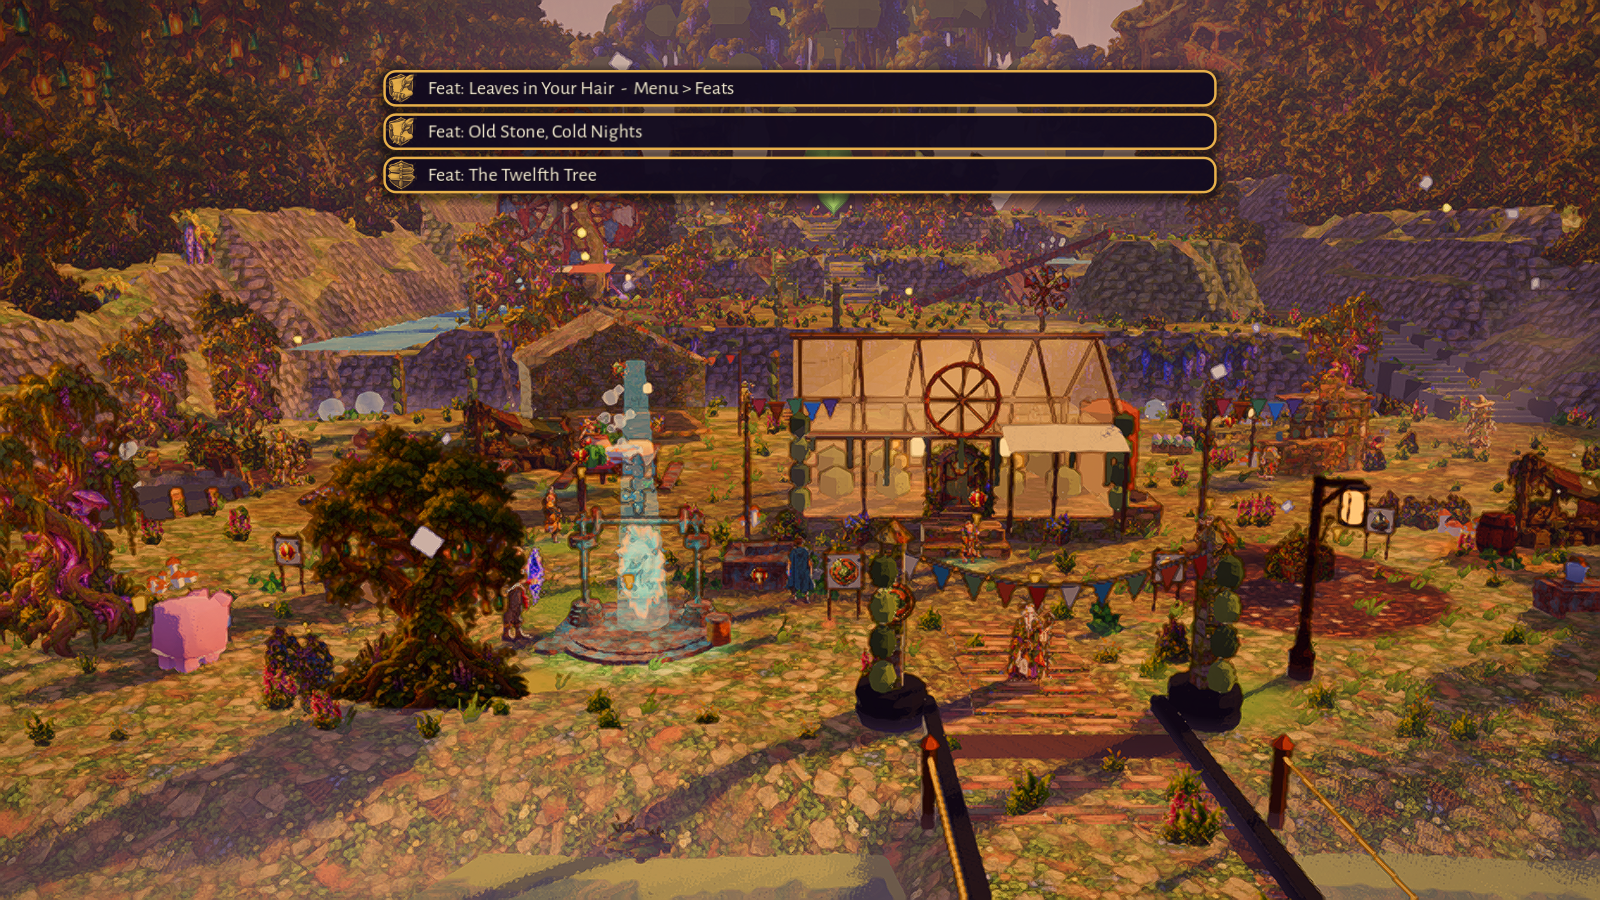 Feat: Leaves in Your Hair - Menu > Feats
Feat: Old Stone, Cold Nights
Feat: The Twelfth Tree